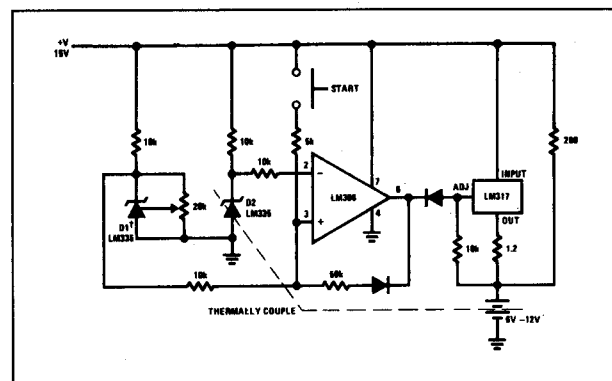 +V
15V
START
10k
10k
5k
200
10k
2
7
INPUT
20k
D2
LM335
LM308
6
ADJ
LM317
D1†
LM335
3
4
OUT
10k
1.2
10k
50k
THERMALLY COUPLE
6V –12V